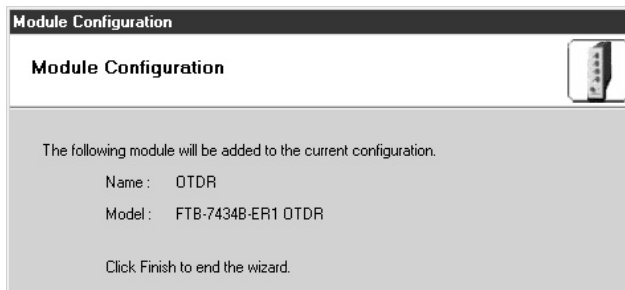 Module Configuration
Module Configuration
The following module will be added to the current configuration.
Name : OTDR
Model : FTB-7434B-ER1 OTDR
Click Finish to end the wizard.